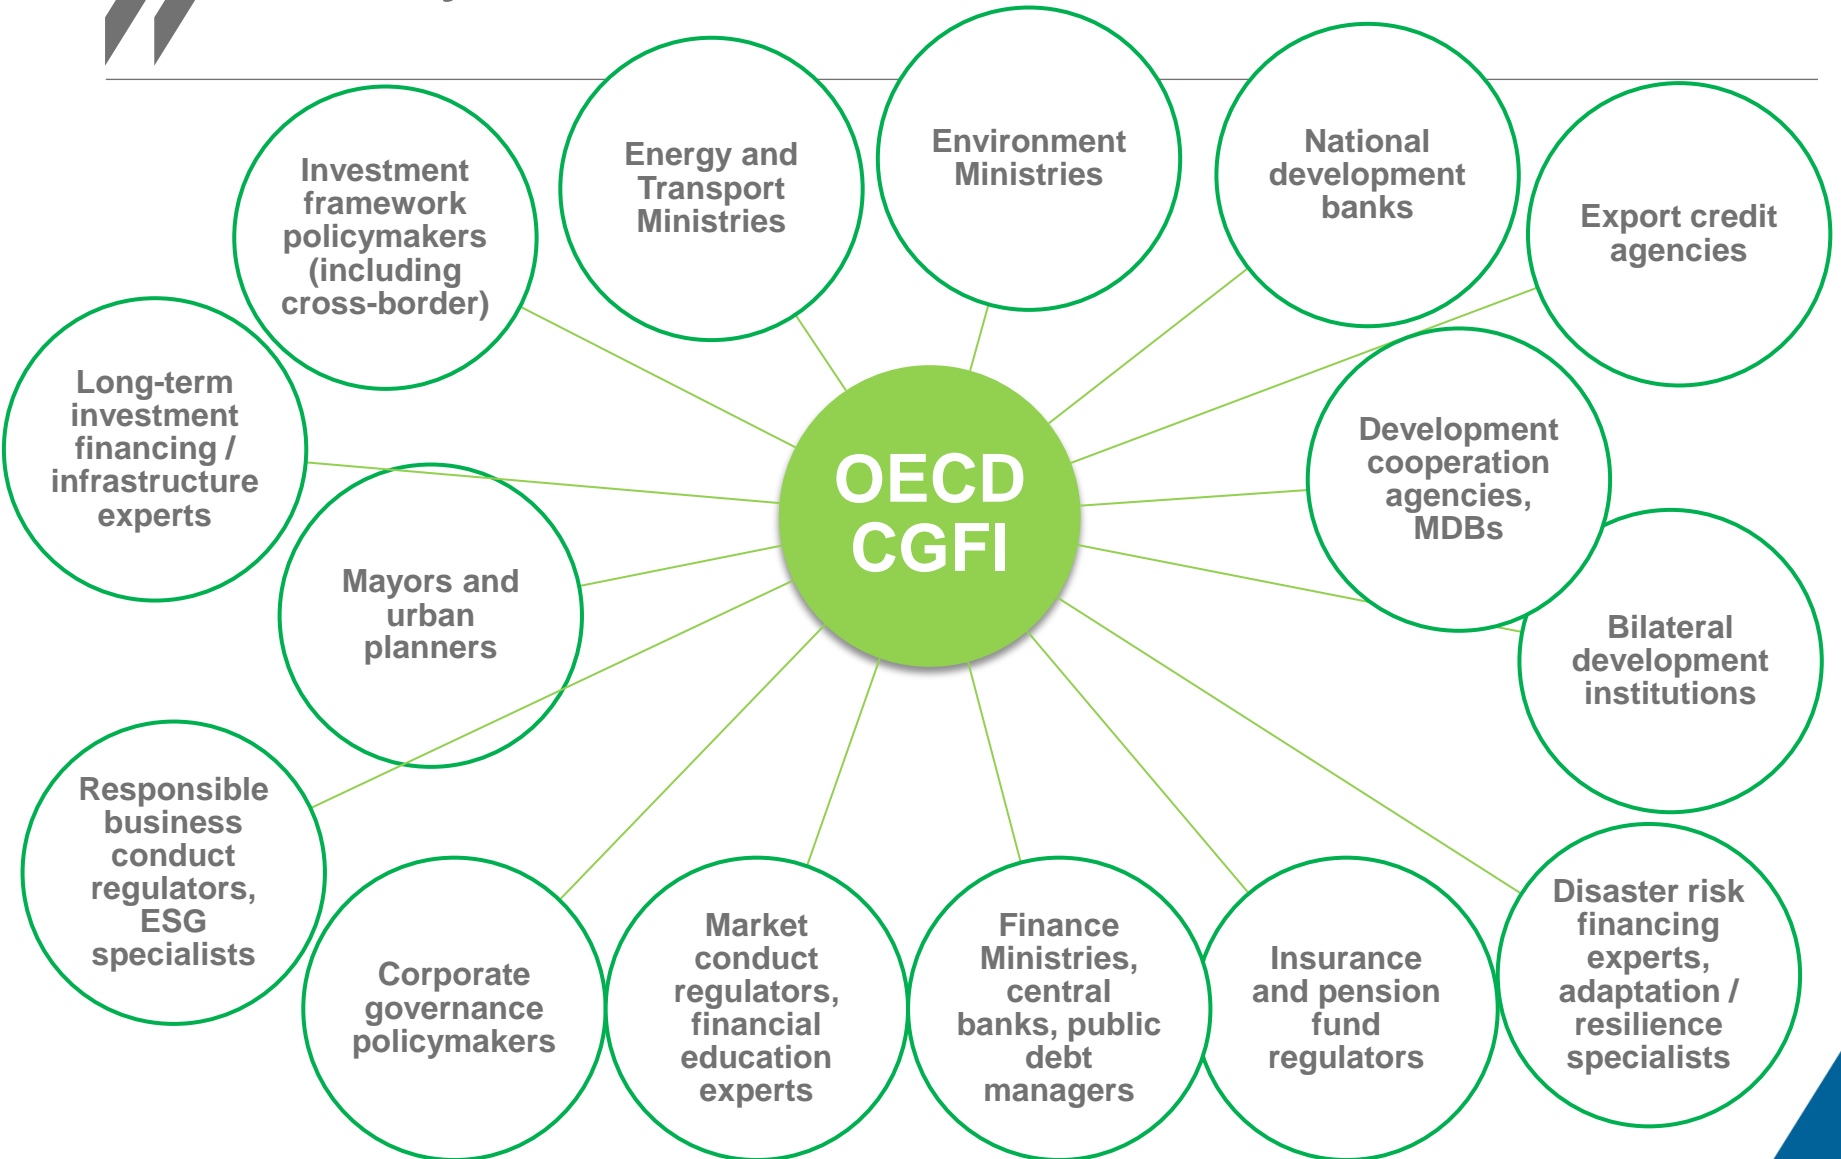 Environment
Ministries
National
development
banks
Energy and
Transport
Ministries
Investment
framework
policymakers
(including
cross-border)
Export credit
agencies
Long-term
investment
financing /
infrastructure
experts
Development
cooperation
agencies,
MDBs
OECD
CGFI
Mayors and
urban
planners
Bilateral
development
institutions
Responsible
business
conduct
regulators,
ESG
specialists
Corporate
governance
policymakers
Market
conduct
regulators,
financial
education
experts
Finance
Ministries,
central
banks, public
debt
managers
Insurance
and pension
fund
regulators
Disaster risk
financing
experts,
adaptation /
resilience
specialists